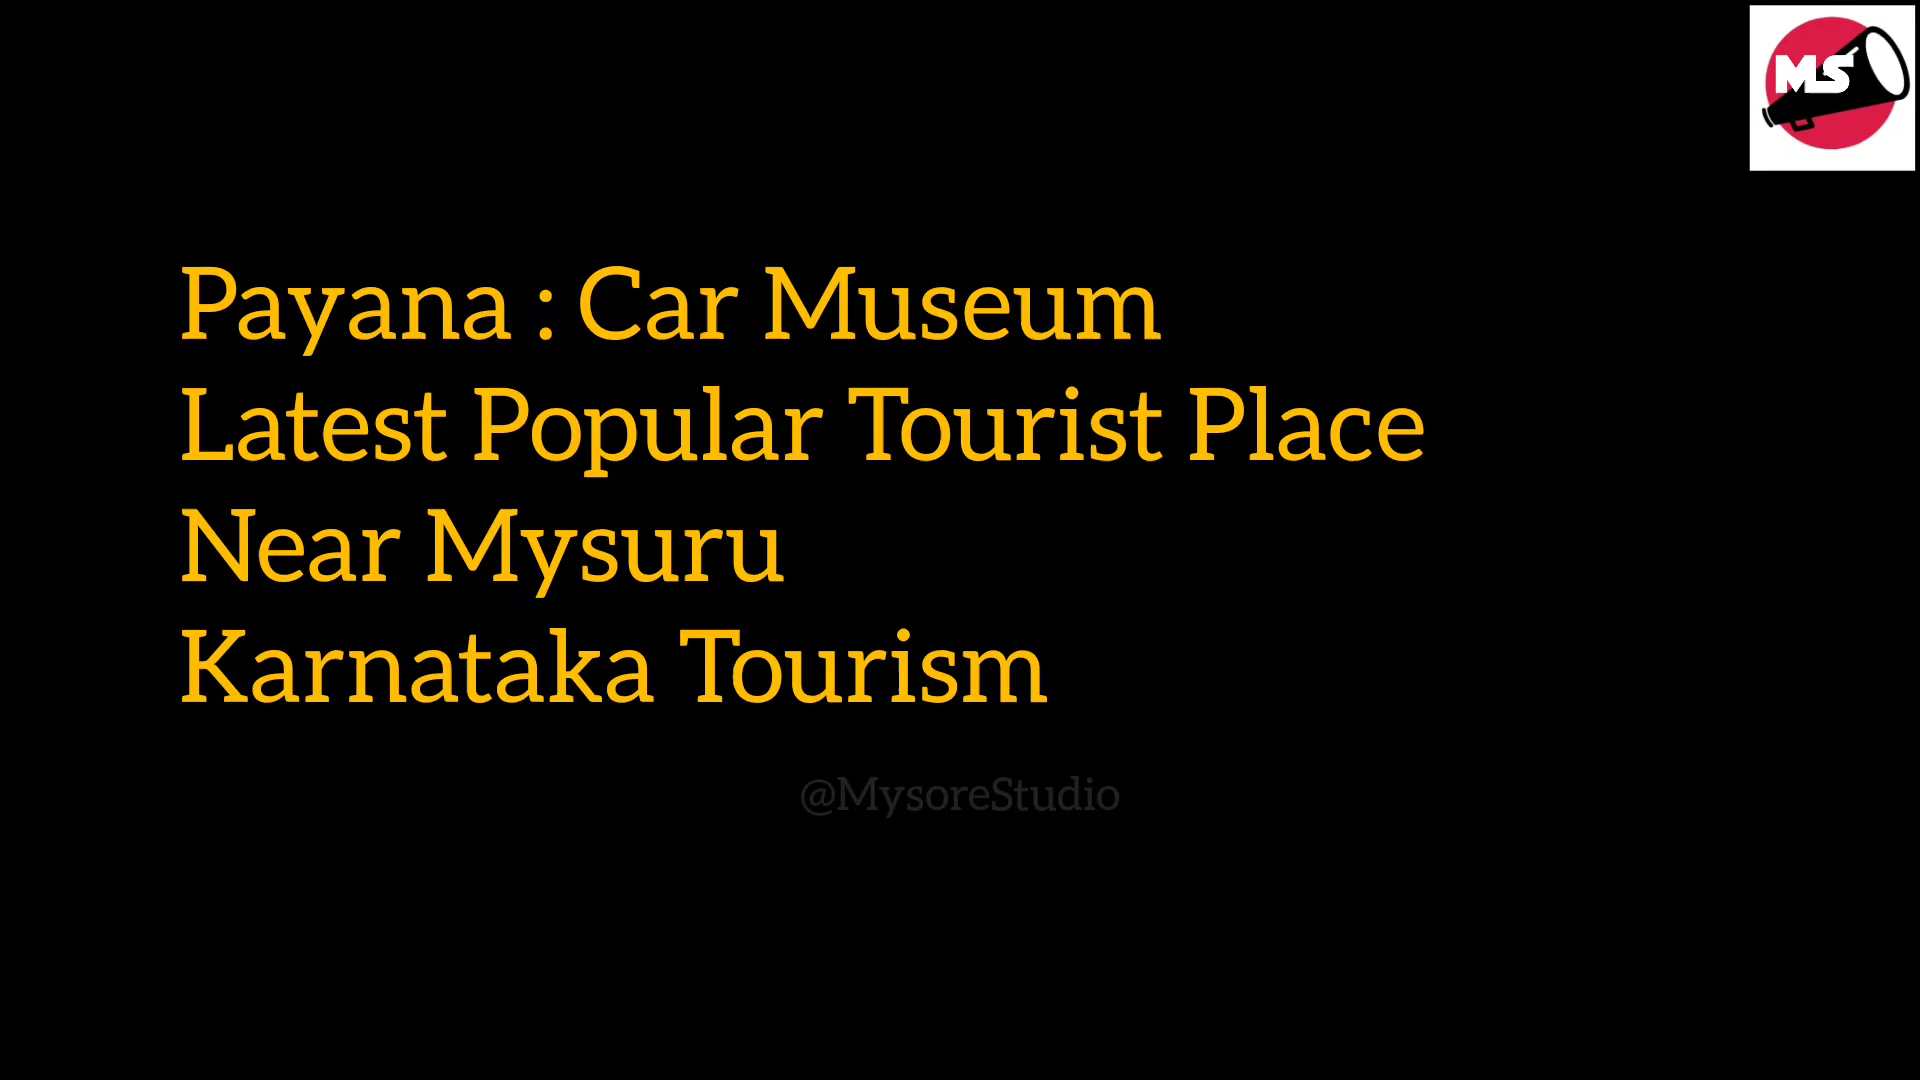 MS
Payana : Car Museum
Latest Popular Tourist Place
Near Mysuru
Karnataka Tourism
@MysoreStudio